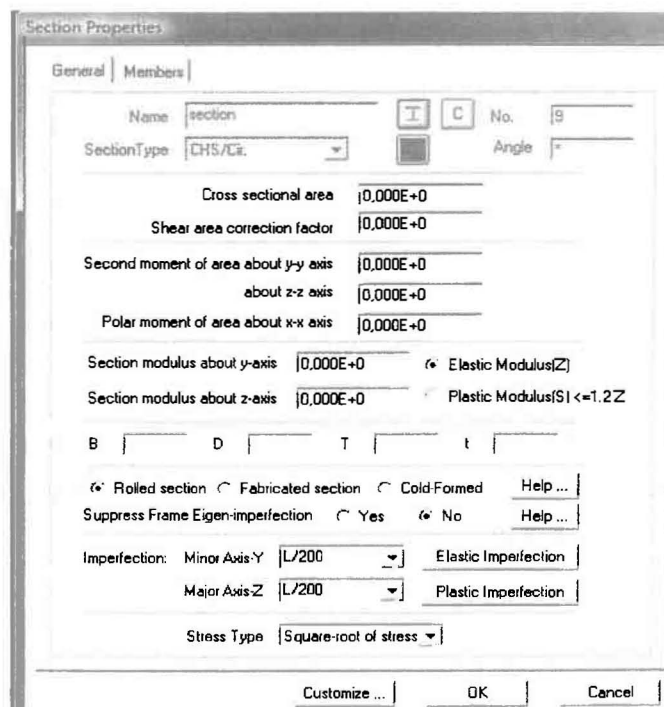 Section Properties
General Members
Name section I C No. 9
SectionType CHS/Cir. Angle
Cross sectional area 0,000E+0
Shear area correction factor 0,000E+0
Second moment of area about y-y axis 0,000E+0
about z-z axis 0,000E+0
Polar moment of area about x-x axis 0,000E+0
Section modulus about y-axis 0,000E+0 Elastic Modulus(Z)
Section modulus about z-axis 0,000E+0 Plastic Modulus(S) <=1.2Z
B D T t
Rolled section Fabricated section Cold-Formed Help ...
Suppress Frame Eigen-imperfection Yes No Help ...
Imperfection: Minor Axis-Y L/200 Elastic Imperfection
Major Axis-Z L/200 Plastic Imperfection
Stress Type Square-root of stress
Customize ... OK Cancel